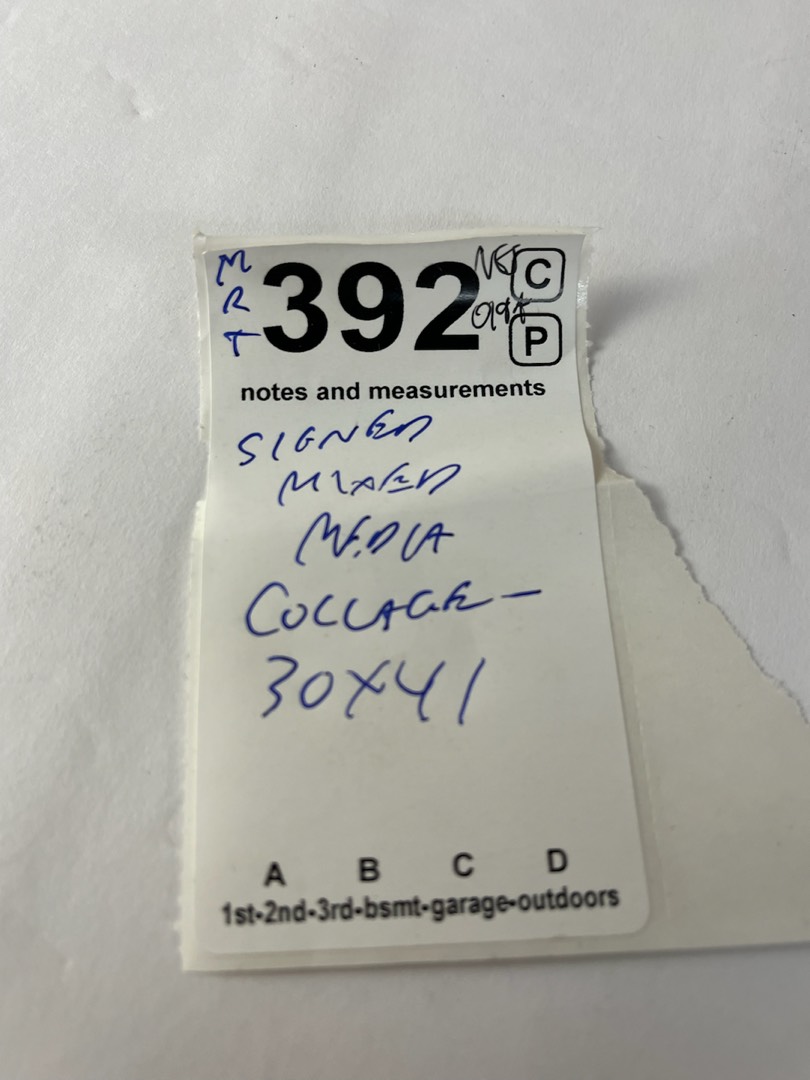 M
R
T
392
C
P
notes and measurements
SIGNED
MIXED
MEDIA
COLLAGE -
30X41
A B C D
1st-2nd-3rd-bsmt-garage-outdoors